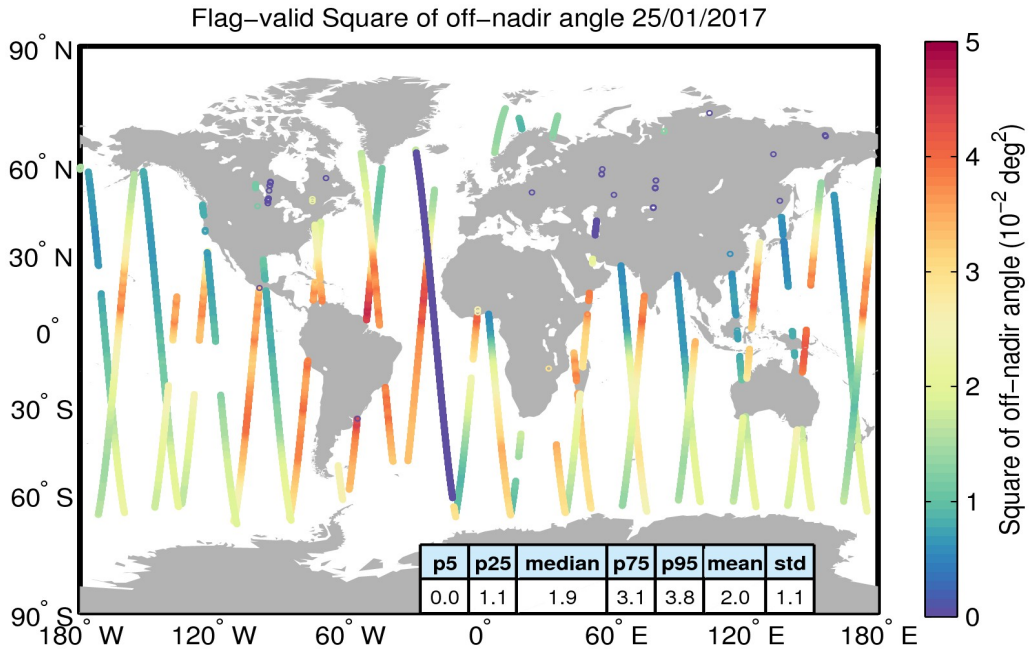 Flag−valid Square of off−nadir angle 25/01/2017
90° N
60° N
30° N
0°
30° S
60° S
90° S
180° W
120° W
60° W
0°
60° E
120° E
180° E
p5 p25 median p75 p95 mean std
0.0 1.1 1.9 3.1 3.8 2.0 1.1
5
4
3
2
1
0
Square of off−nadir angle (10⁻² deg²)